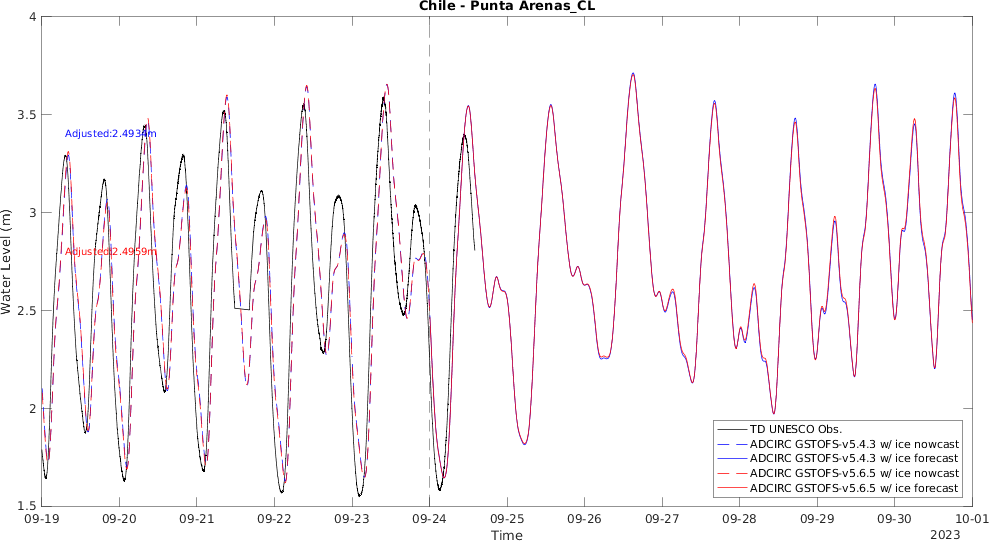 Chile - Punta Arenas_CL
4
3.5
3
2.5
2
1.5
Water Level (m)
Adjusted:2.4934m
Adjusted:2.4959m
TD UNESCO Obs.
ADCIRC GSTOFS-v5.4.3 w/ ice nowcast
ADCIRC GSTOFS-v5.4.3 w/ ice forecast
ADCIRC GSTOFS-v5.6.5 w/ ice nowcast
ADCIRC GSTOFS-v5.6.5 w/ ice forecast
09-19 09-20 09-21 09-22 09-23 09-24 09-25 09-26 09-27 09-28 09-29 09-30 10-01
Time
2023